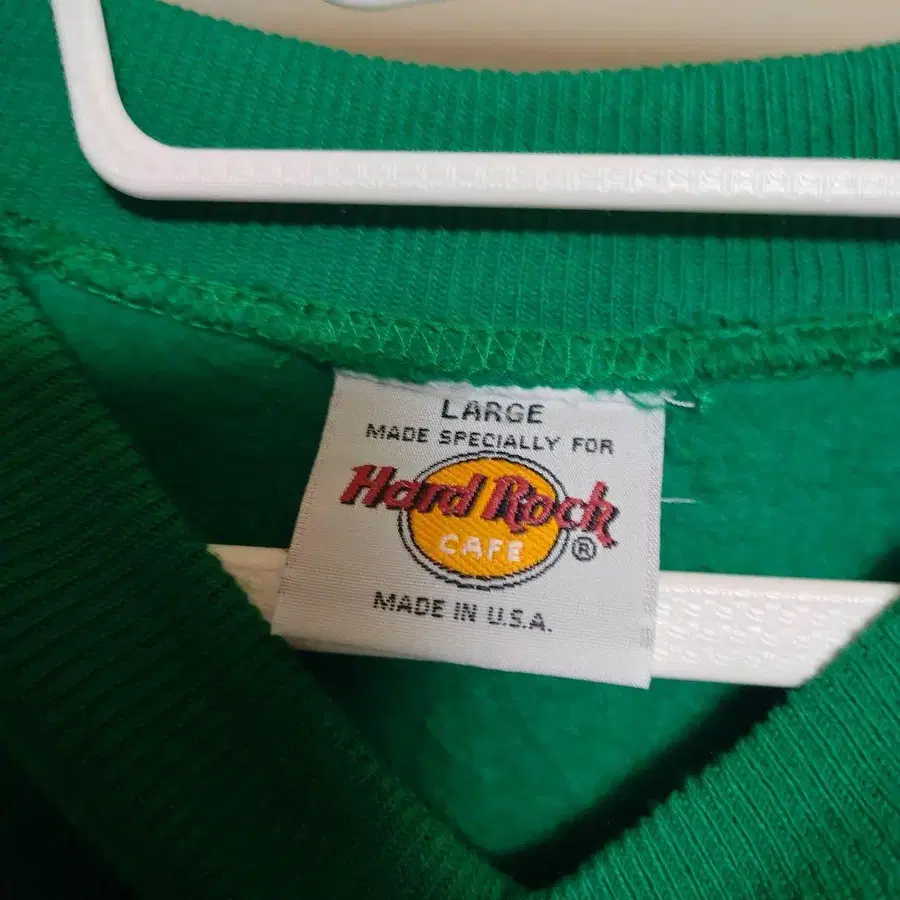 LARGE
MADE SPECIALLY FOR
Hard Rock
CAFE ®
MADE IN U.S.A.